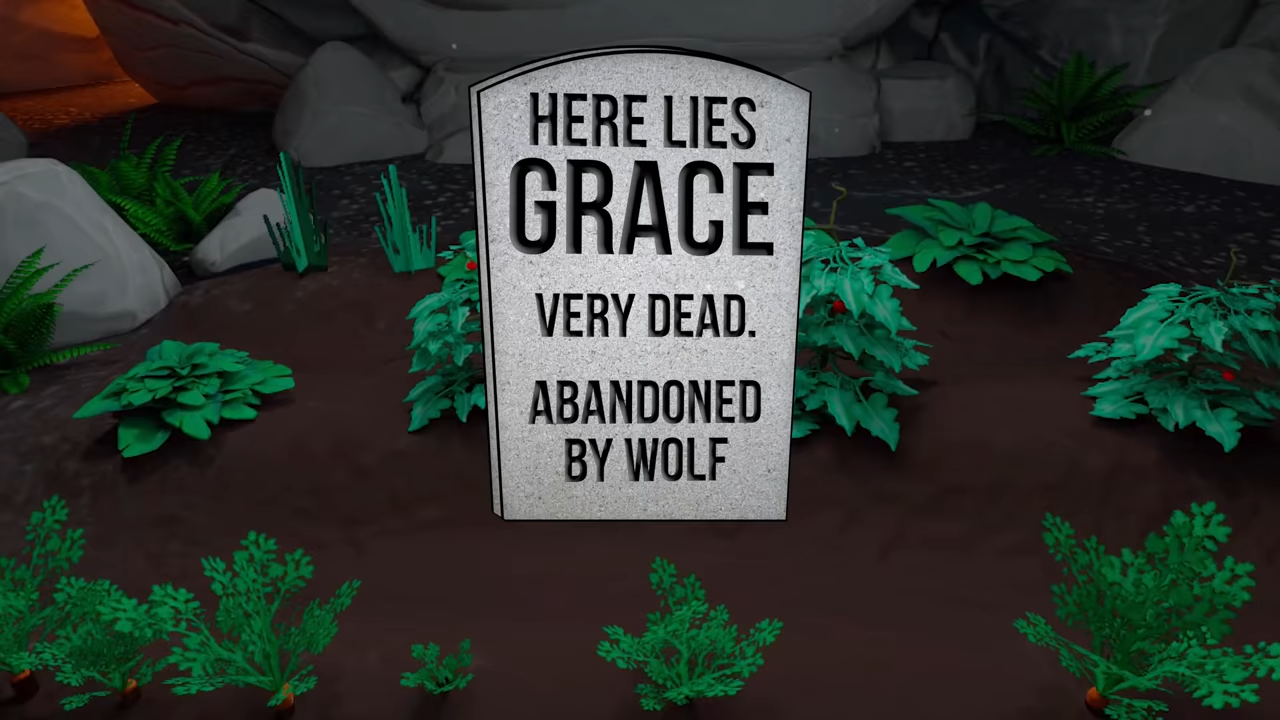 HERE LIES
GRACE
VERY DEAD.
ABANDONED
BY WOLF